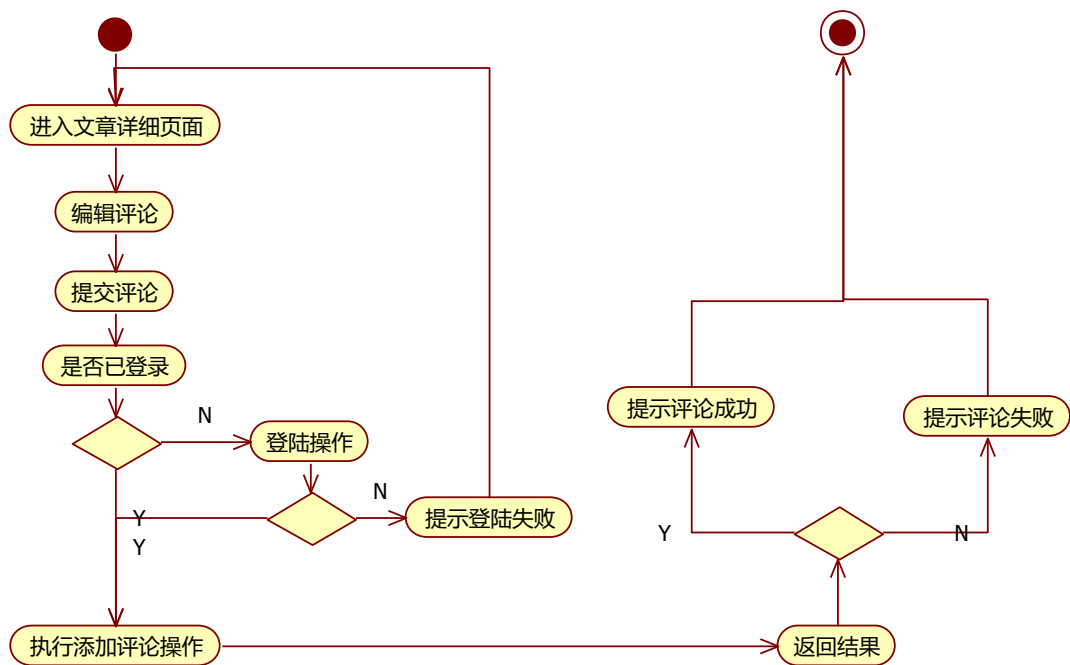 进入文章详细页面
编辑评论
提交评论
是否已登录
N
登陆操作
N
提示登陆失败
Y
Y
执行添加评论操作
返回结果
Y
N
提示评论成功
提示评论失败